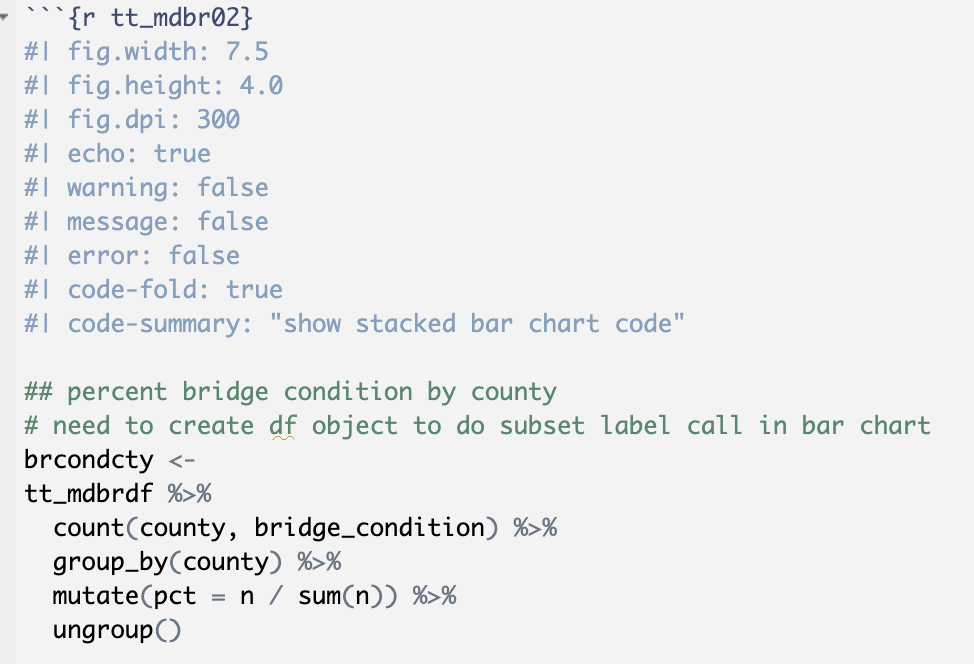 ```{r tt_mdbr02}
#| fig.width: 7.5
#| fig.height: 4.0
#| fig.dpi: 300
#| echo: true
#| warning: false
#| message: false
#| error: false
#| code-fold: true
#| code-summary: "show stacked bar chart code"

## percent bridge condition by county
# need to create df object to do subset label call in bar chart
brcondcty <-
tt_mdbrdf %>%
  count(county, bridge_condition) %>%
  group_by(county) %>%
  mutate(pct = n / sum(n)) %>%
  ungroup()